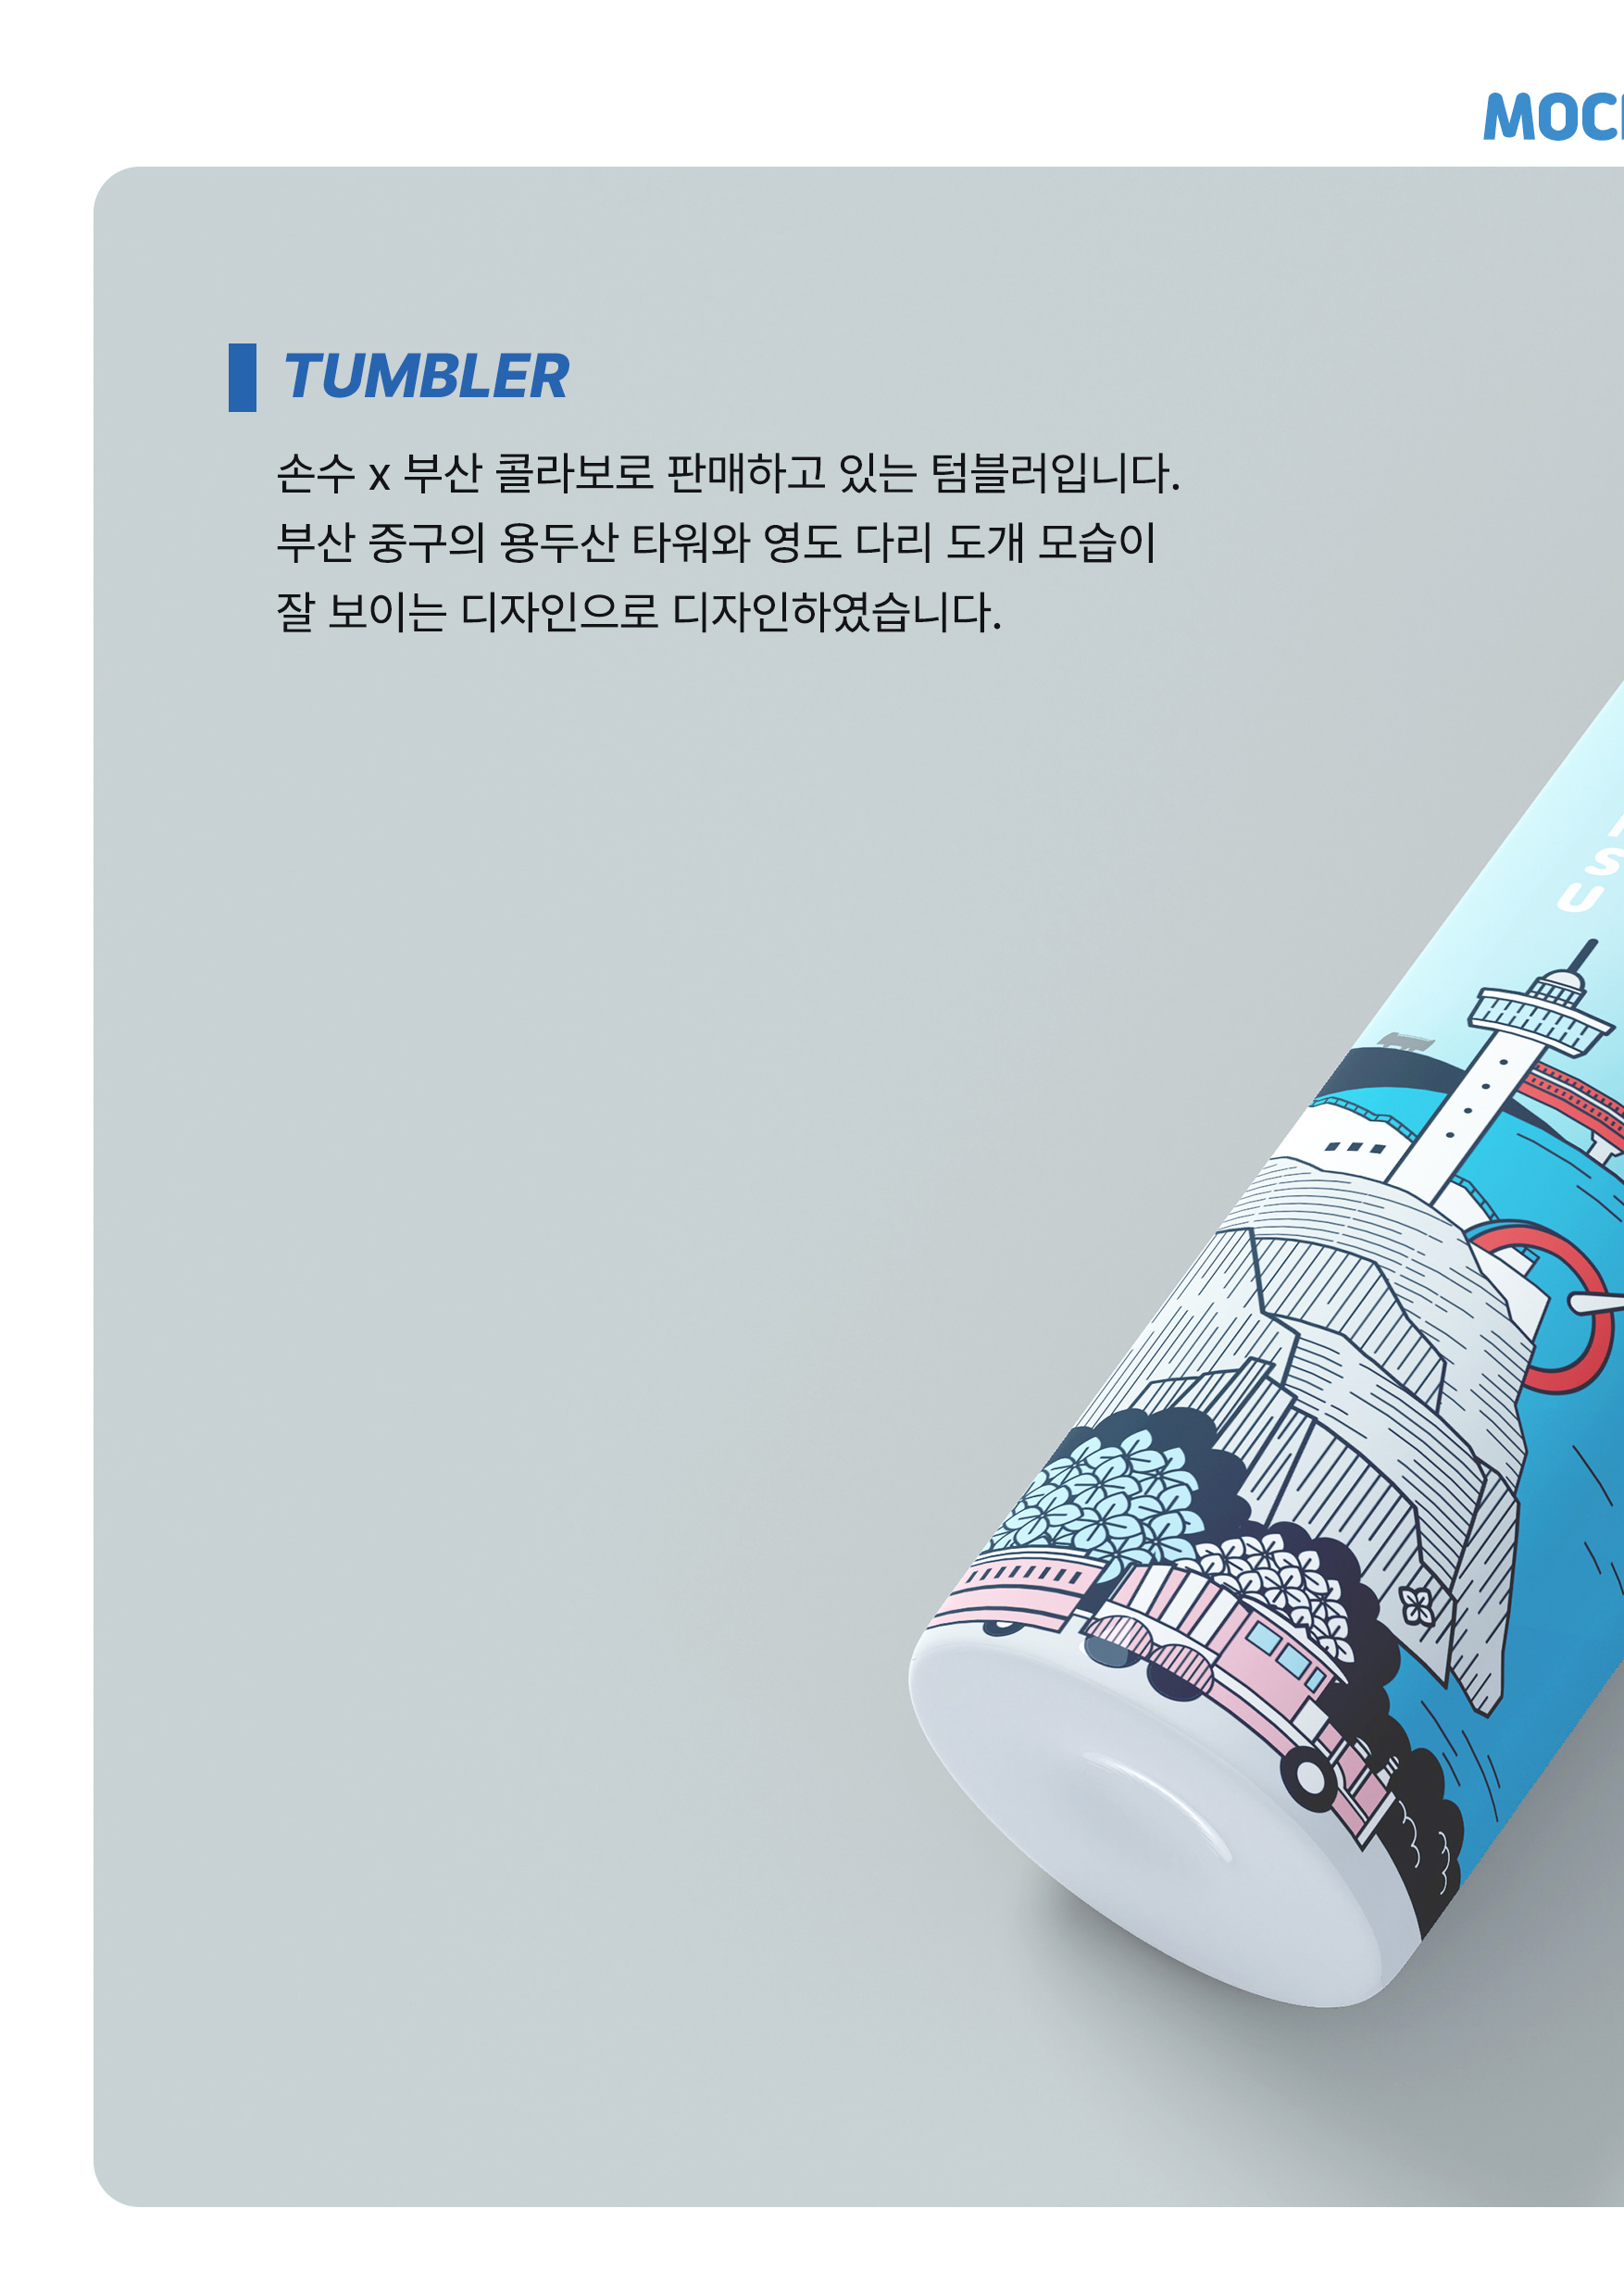 TUMBLER
손수 x 부산 콜라보로 판매하고 있는 텀블러입니다.
부산 중구의 용두산 타워와 영도 다리 도개 모습이
잘 보이는 디자인으로 디자인하였습니다.
S
U